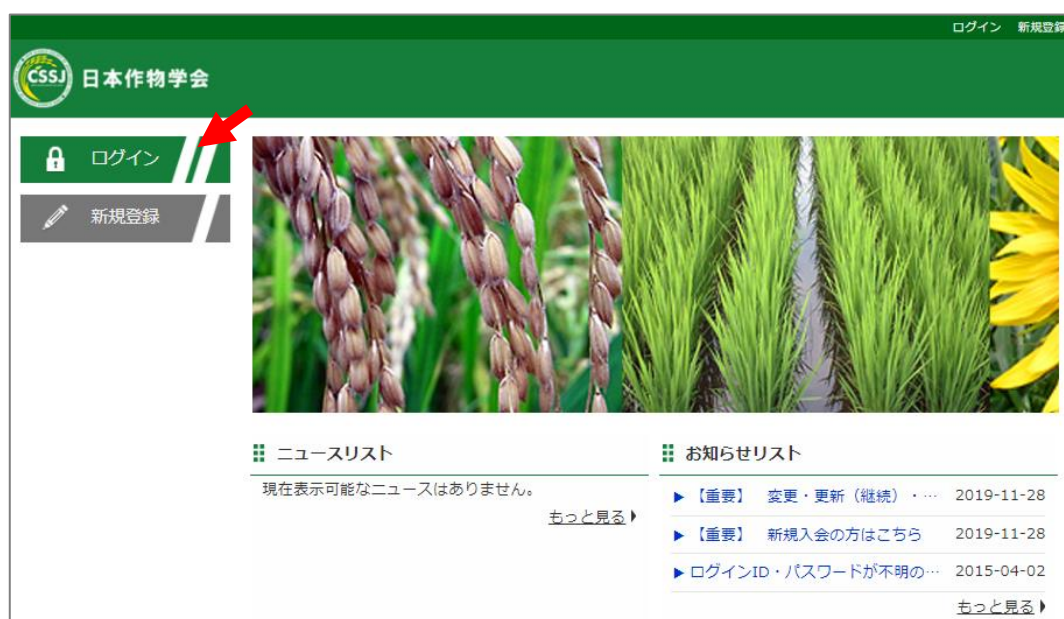 ログイン 新規登録
CSSJ 日本作物学会
ログイン
新規登録
ニュースリスト
現在表示可能なニュースはありません。
もっと見る
お知らせリスト
【重要】 変更・更新（継続）・… 2019-11-28
【重要】 新規入会の方はこちら 2019-11-28
ログインID・パスワードが不明の… 2015-04-02
もっと見る